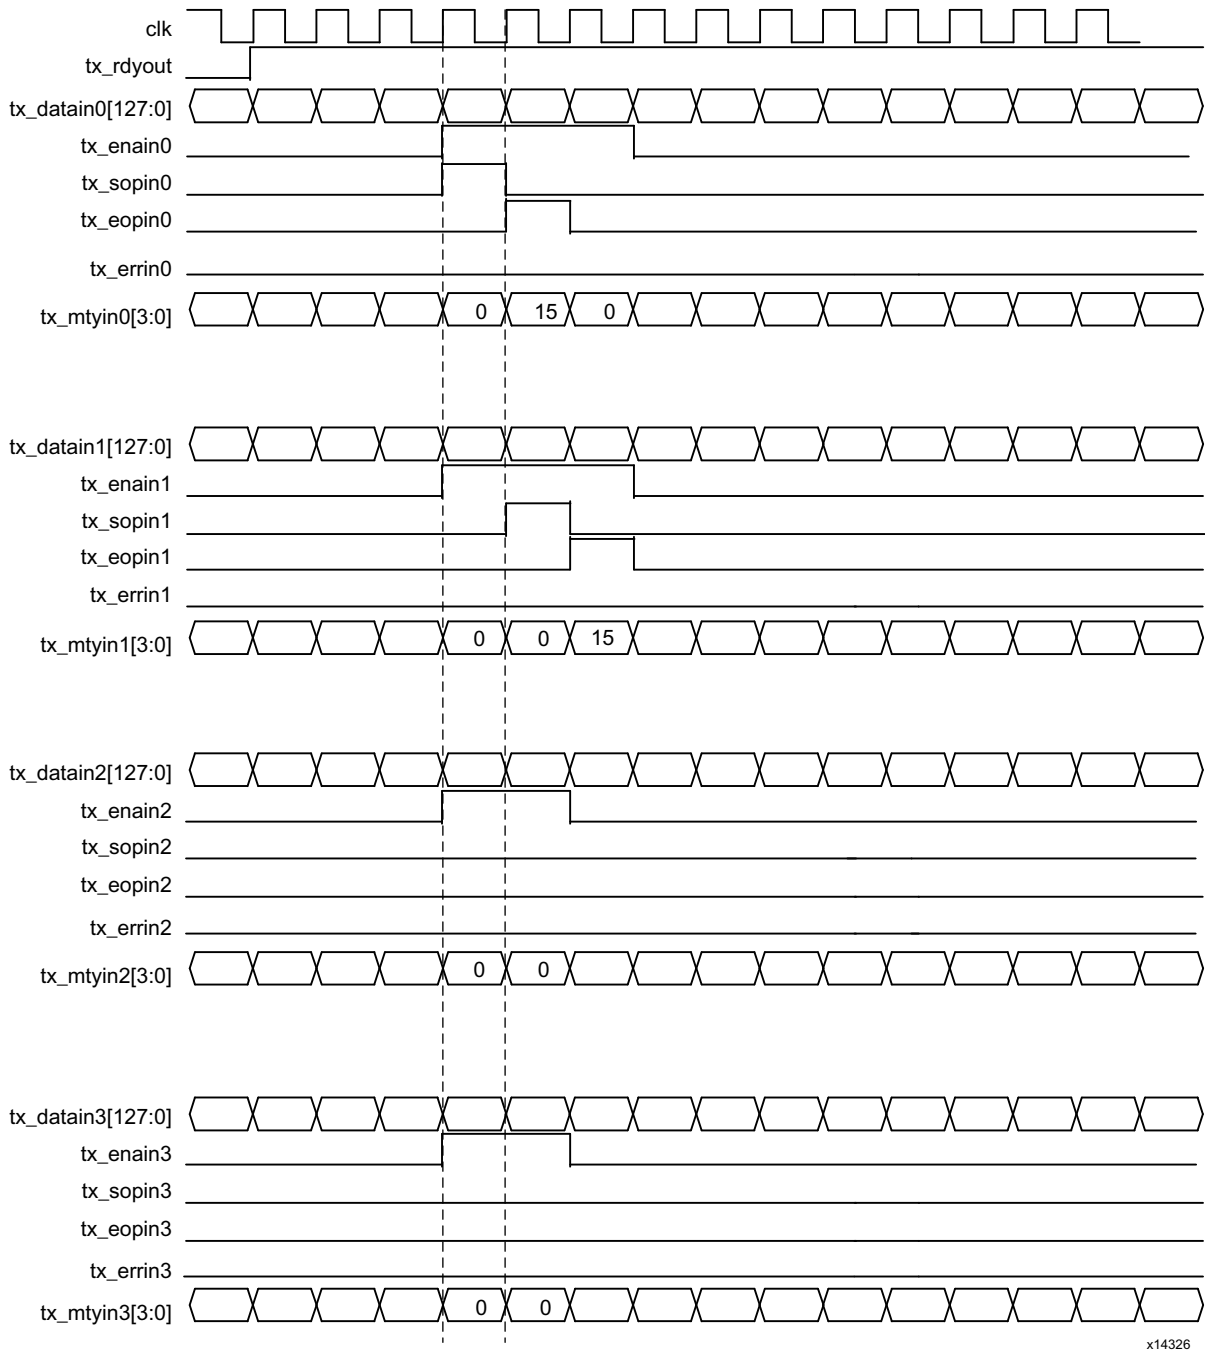 clk
tx_rdyout
tx_datain0[127:0]
tx_enain0
tx_sopin0
tx_eopin0
tx_errin0
tx_mtyin0[3:0] 0 15 0
tx_datain1[127:0]
tx_enain1
tx_sopin1
tx_eopin1
tx_errin1
tx_mtyin1[3:0] 0 0 15
tx_datain2[127:0]
tx_enain2
tx_sopin2
tx_eopin2
tx_errin2
tx_mtyin2[3:0] 0 0
tx_datain3[127:0]
tx_enain3
tx_sopin3
tx_eopin3
tx_errin3
tx_mtyin3[3:0] 0 0
x14326